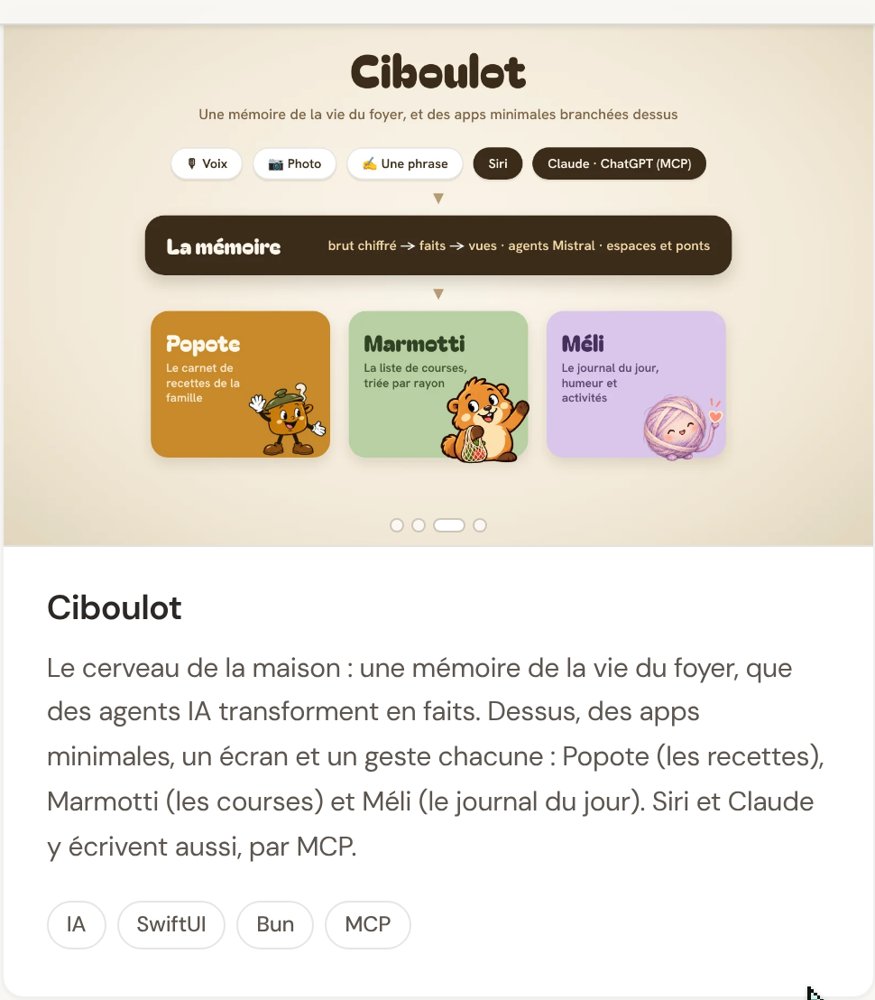 Ciboulot
Une mémoire de la vie du foyer, et des apps minimales branchées dessus
🎙 Voix
📷 Photo
✍️ Une phrase
Siri
Claude · ChatGPT (MCP)
▼
La mémoire
brut chiffré → faits → vues · agents Mistral · espaces et ponts
▼
Popote
Le carnet de
recettes de la
famille
Marmotti
La liste de courses,
triée par rayon
Méli
Le journal du jour,
humeur et
activités
Ciboulot
Le cerveau de la maison : une mémoire de la vie du foyer, que
des agents IA transforment en faits. Dessus, des apps
minimales, un écran et un geste chacune : Popote (les recettes),
Marmotti (les courses) et Méli (le journal du jour). Siri et Claude
y écrivent aussi, par MCP.
IA
SwiftUI
Bun
MCP